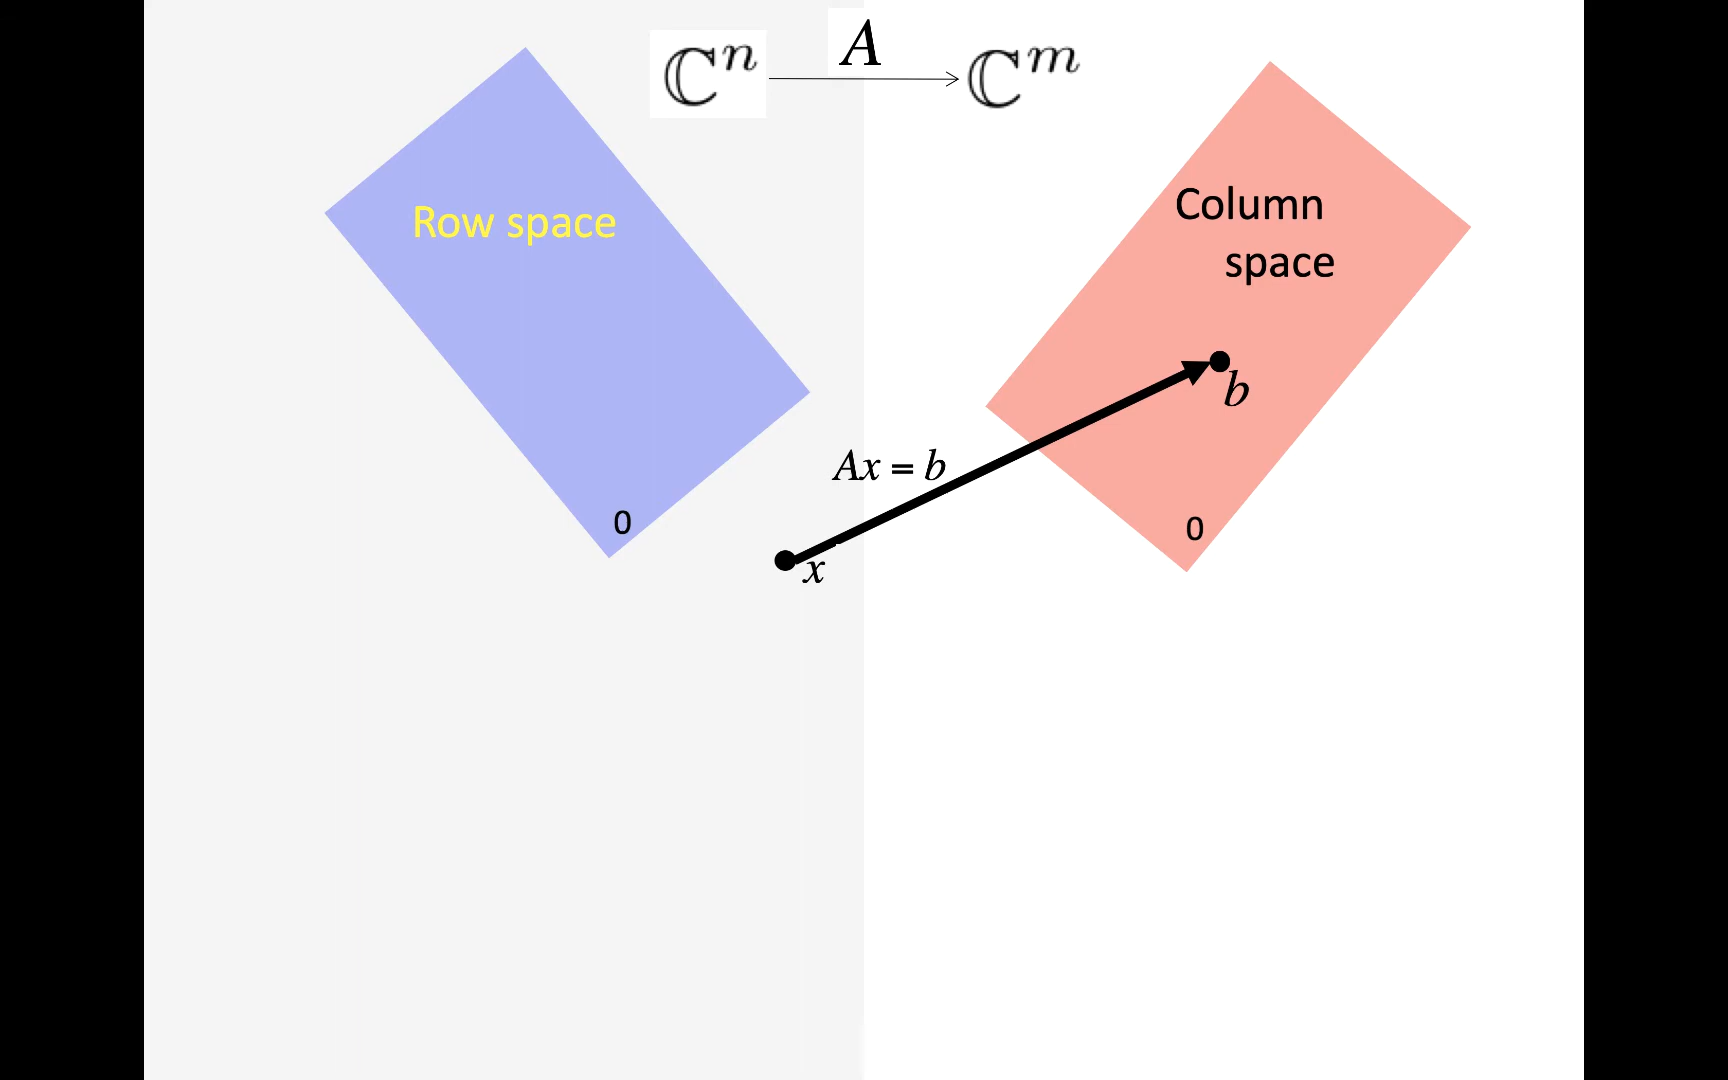 ℂⁿ A ℂᵐ
Row space
Column
space
b
Ax = b
0
0
x